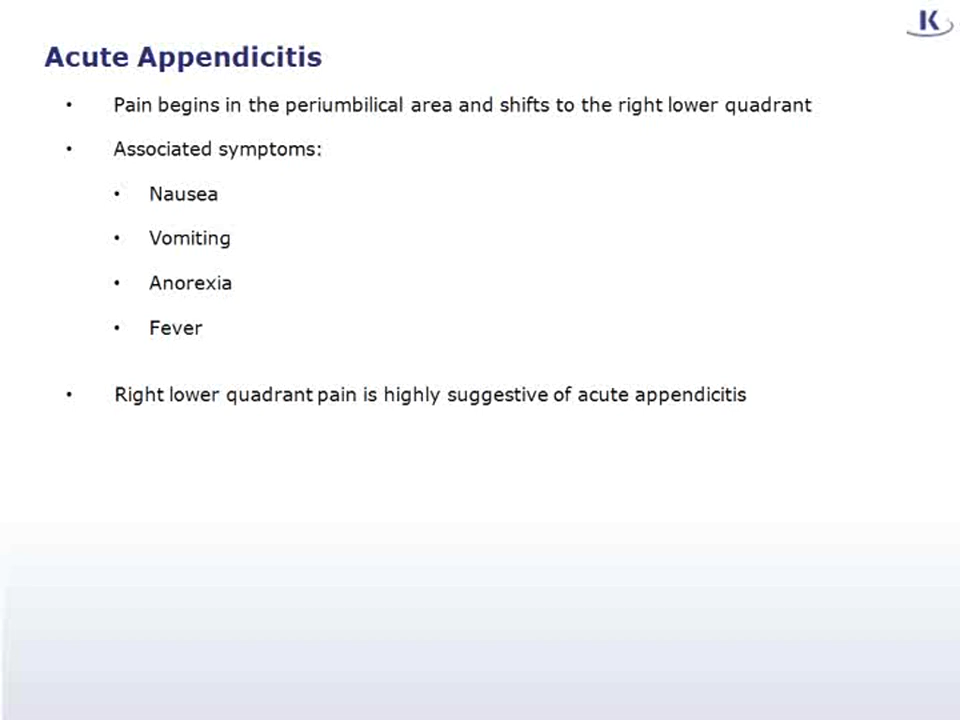 K
Acute Appendicitis
• Pain begins in the periumbilical area and shifts to the right lower quadrant
• Associated symptoms:
• Nausea
• Vomiting
• Anorexia
• Fever
• Right lower quadrant pain is highly suggestive of acute appendicitis